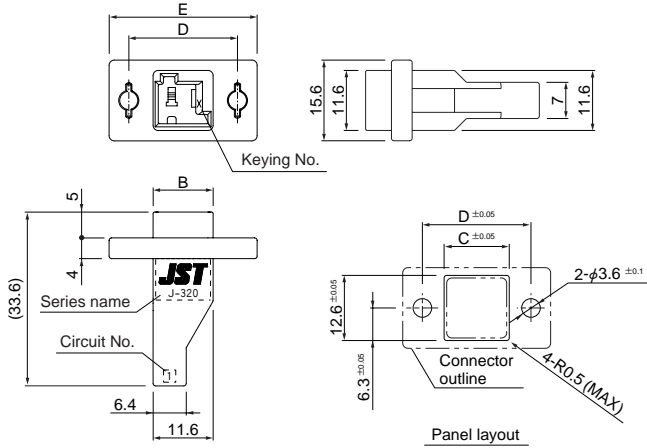 E
D
15.6
11.6
7
11.6
Keying No.
X
B
5
4
(33.6)
JST
J-320
Series name
Circuit No.
1
6.4
11.6
D ±0.05
C ±0.05
2-φ3.6 ±0.1
12.6 ±0.05
6.3 ±0.05
Connector
outline
4-R0.5 (MAX)
Panel layout